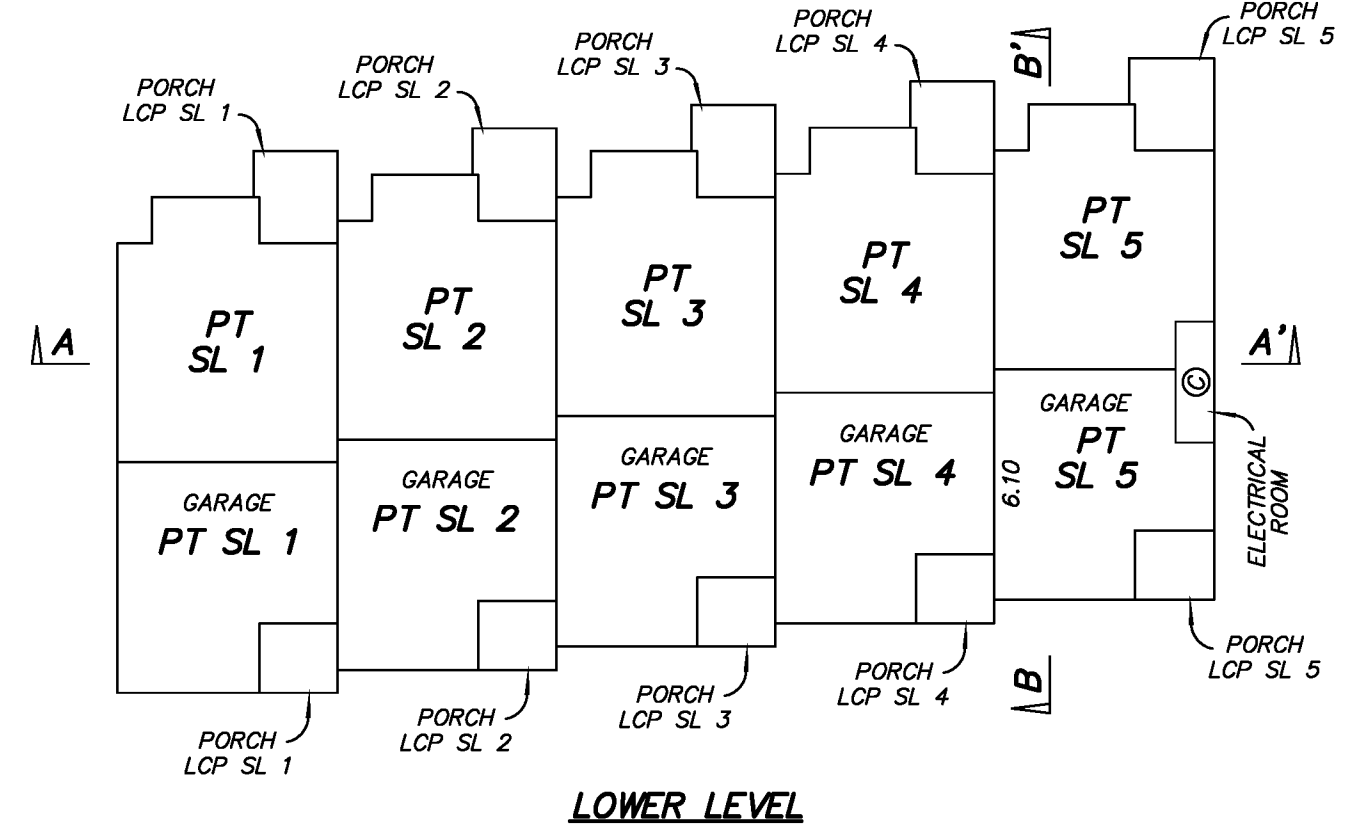 PORCH
LCP SL 1
PORCH
LCP SL 2
PORCH
LCP SL 3
PORCH
LCP SL 4
B'
PORCH
LCP SL 5
PT
SL 1
PT
SL 2
PT
SL 3
PT
SL 4
PT
SL 5
A
A'
C
GARAGE
PT SL 1
GARAGE
PT SL 2
GARAGE
PT SL 3
GARAGE
PT SL 4
6.10
GARAGE
PT
SL 5
ELECTRICAL
ROOM
PORCH
LCP SL 1
PORCH
LCP SL 2
PORCH
LCP SL 3
PORCH
LCP SL 4
B
PORCH
LCP SL 5
LOWER LEVEL